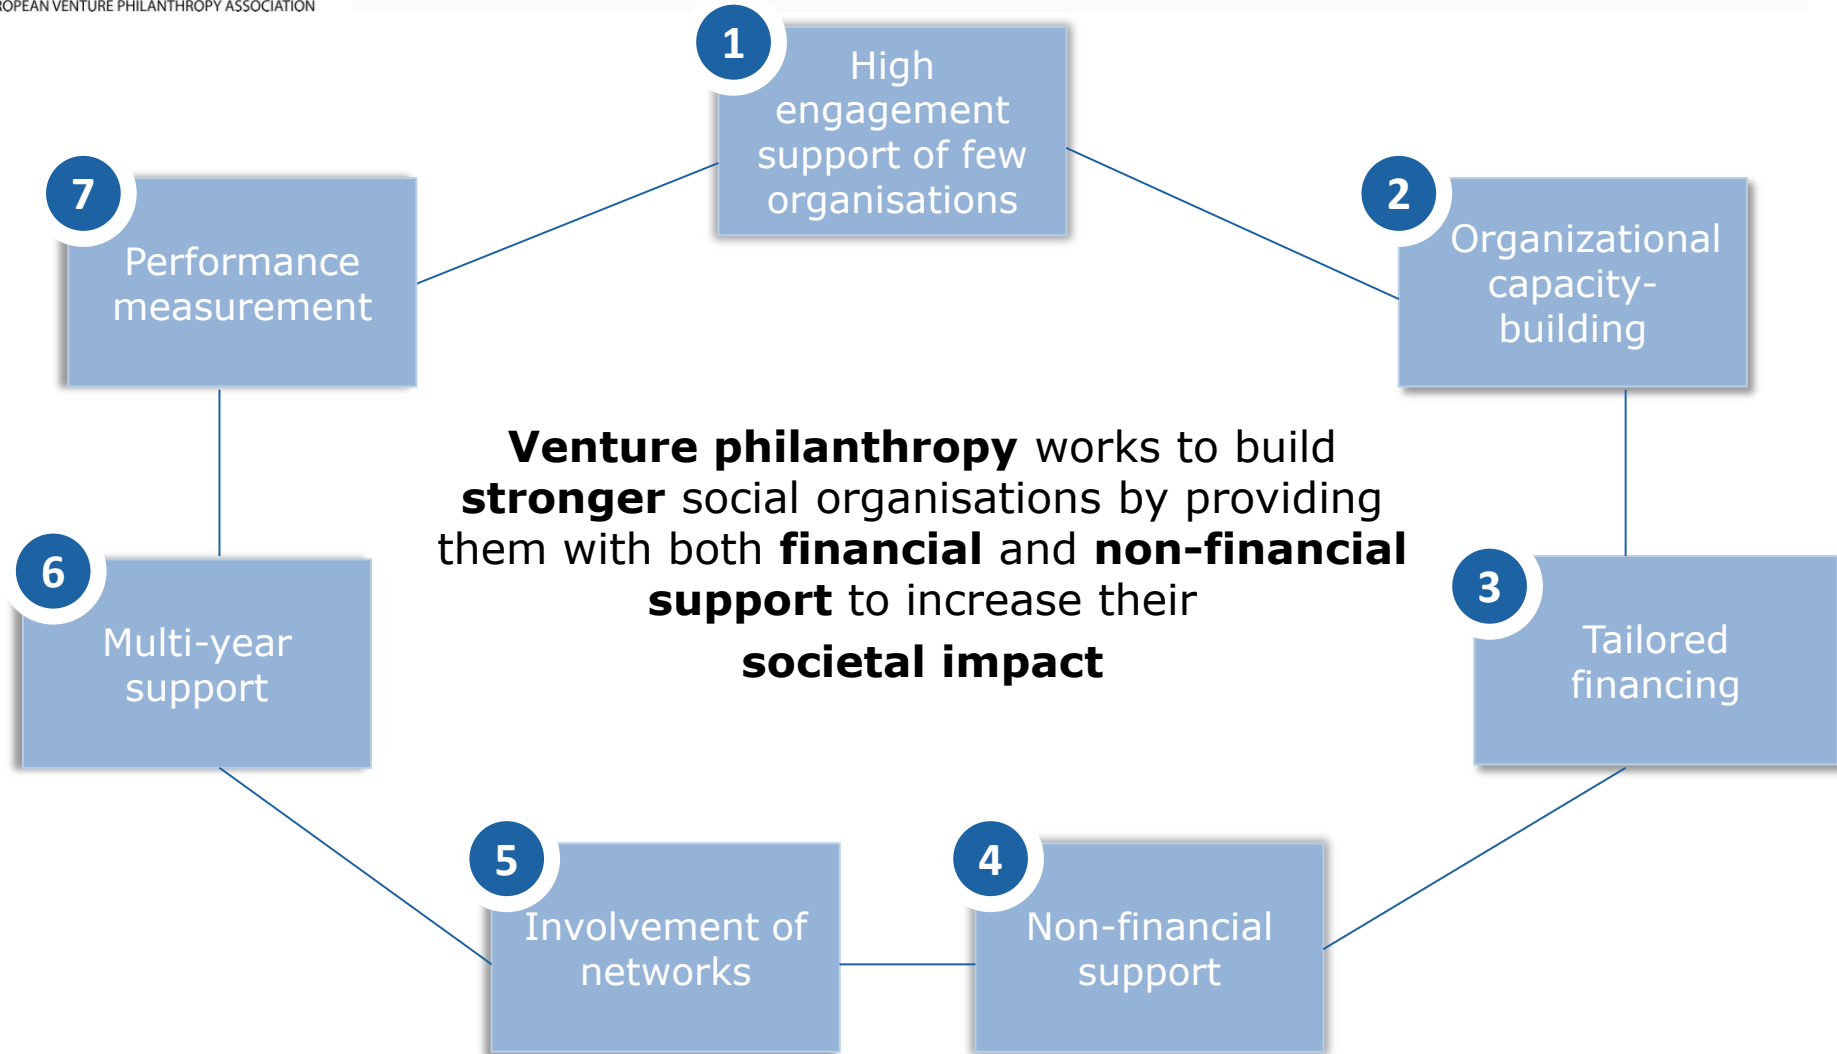 ROPEAN VENTURE PHILANTHROPY ASSOCIATION
1
High
engagement
support of few
organisations
2
Organizational
capacity-
building
3
Tailored
financing
4
Non-financial
support
5
Involvement of
networks
6
Multi-year
support
7
Performance
measurement
Venture philanthropy works to build
stronger social organisations by providing
them with both financial and non-financial
support to increase their
societal impact